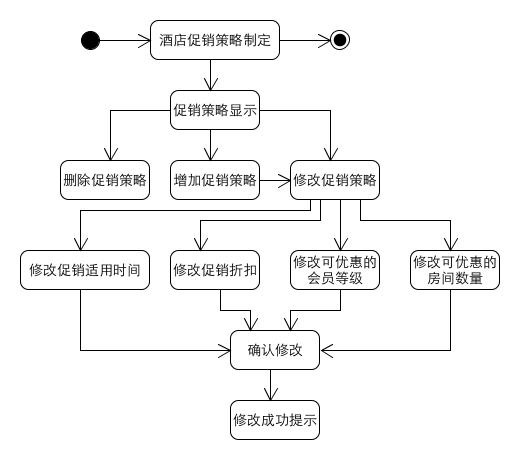 酒店促销策略制定
促销策略显示
删除促销策略
增加促销策略
修改促销策略
修改促销适用时间
修改促销折扣
修改可优惠的
会员等级
修改可优惠的
房间数量
确认修改
修改成功提示